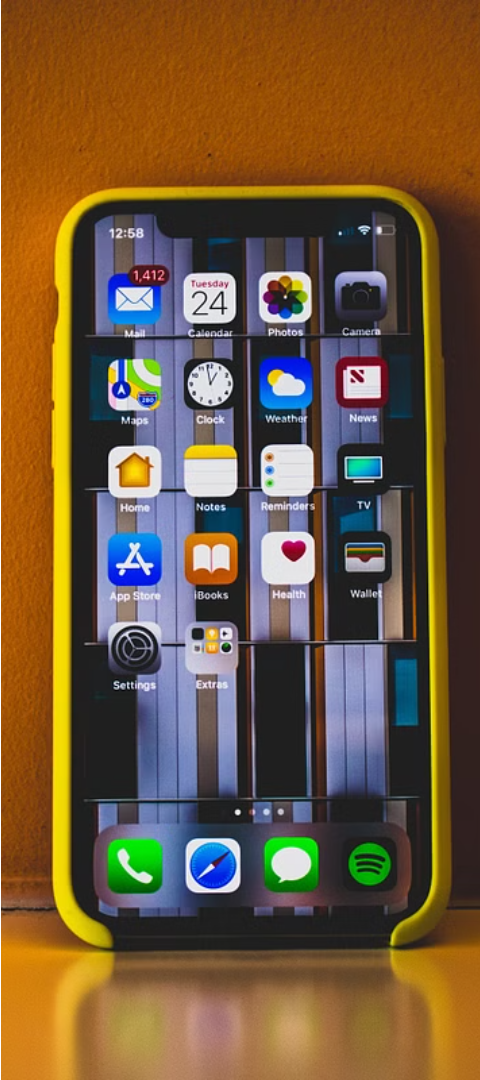 12:58
1,412
Tuesday
24
Mail
Calendar
Photos
Camera
12
Maps
Clock
Weather
News
280
N
Home
Notes
Reminders
TV
App Store
iBooks
Health
Wallet
Settings
Extras